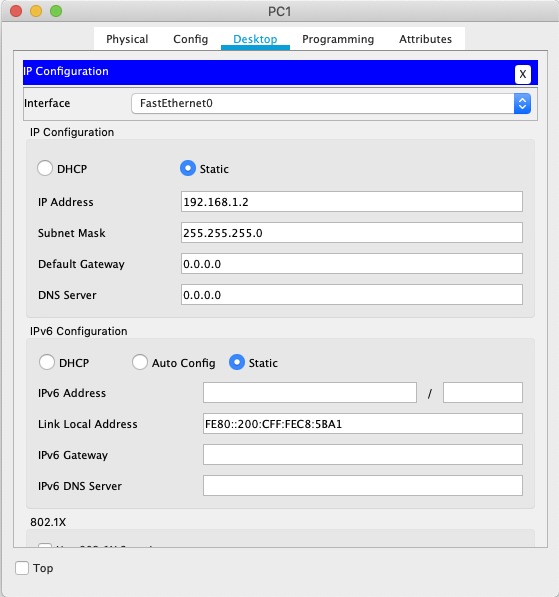 PC1
Physical Config Desktop Programming Attributes
IP Configuration X
Interface FastEthernet0
IP Configuration
DHCP Static
IP Address 192.168.1.2
Subnet Mask 255.255.255.0
Default Gateway 0.0.0.0
DNS Server 0.0.0.0
IPv6 Configuration
DHCP Auto Config Static
IPv6 Address /
Link Local Address FE80::200:CFF:FEC8:5BA1
IPv6 Gateway
IPv6 DNS Server
802.1X
Top